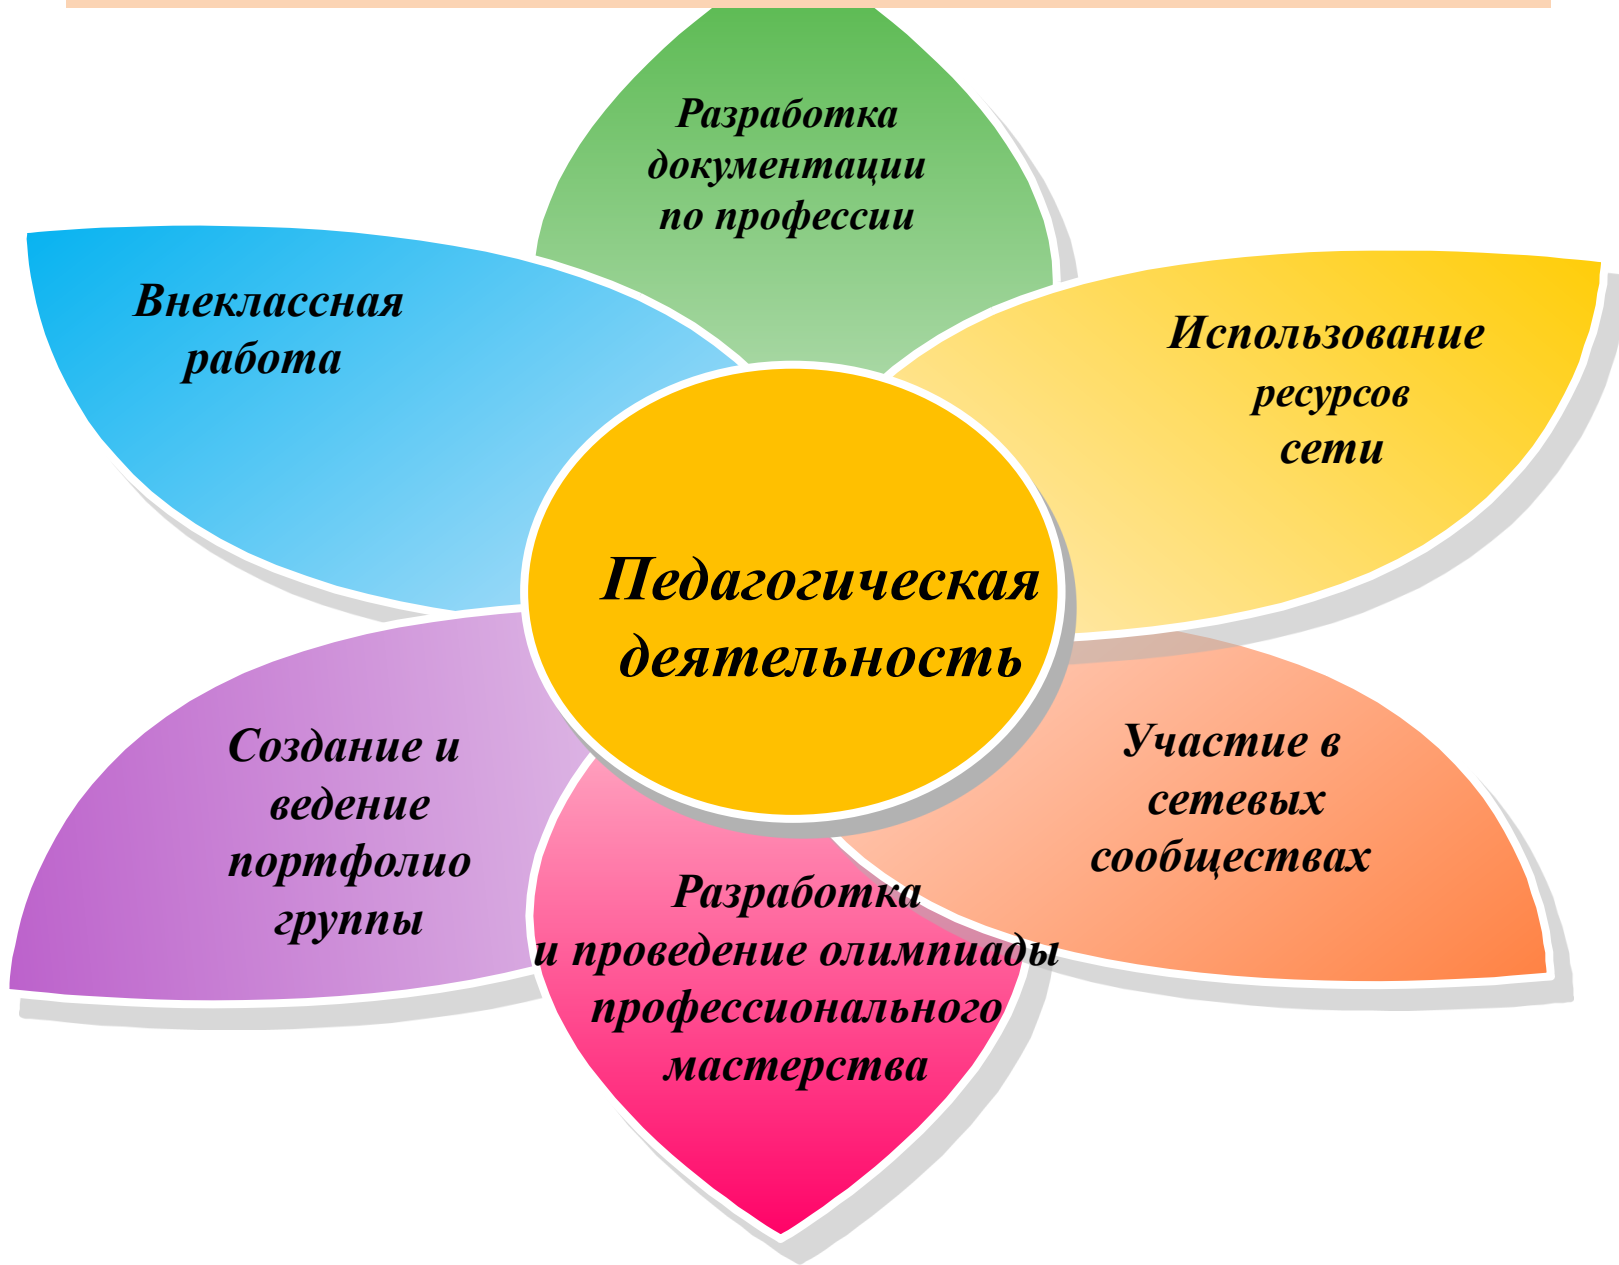 Разработка
документации
по профессии
Внеклассная
работа
Использование
ресурсов
сети
Педагогическая
деятельность
Создание и
ведение
портфолио
группы
Участие в
сетевых
сообществах
Разработка
и проведение олимпиады
профессионального
мастерства